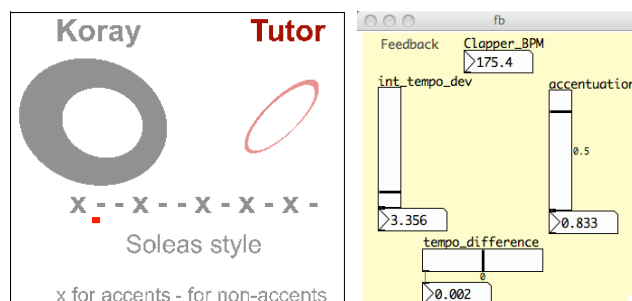 Koray Tutor
X - - X - - X - X - X -
Soleas style
x for accents - for non-accents
fb
Feedback Clapper_BPM
175.4
int_tempo_dev accentuation
0.5
3.356 0.833
tempo_difference
0
0.002